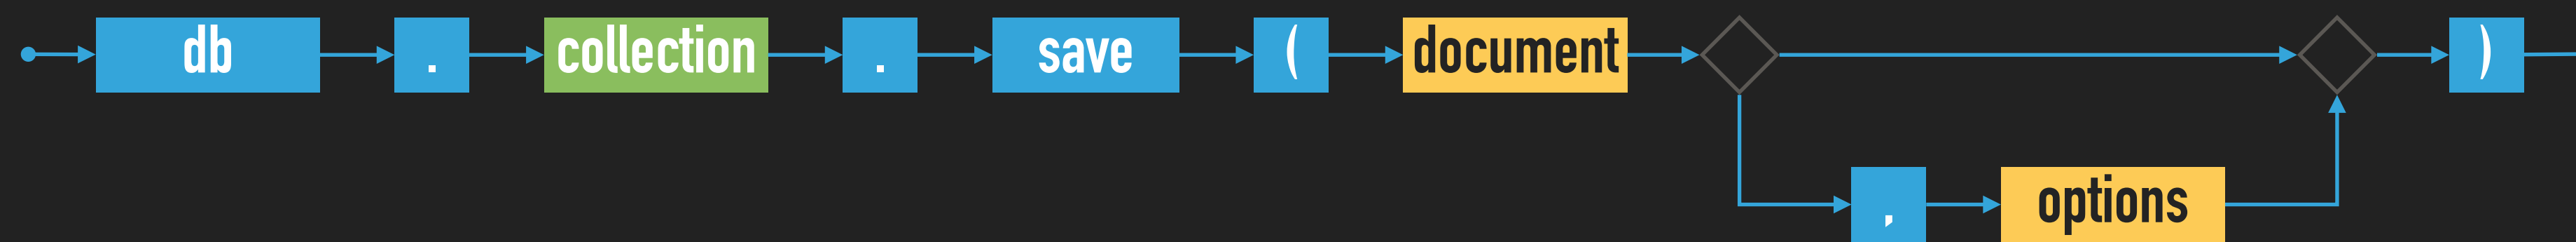 db . collection . save ( document )
, options